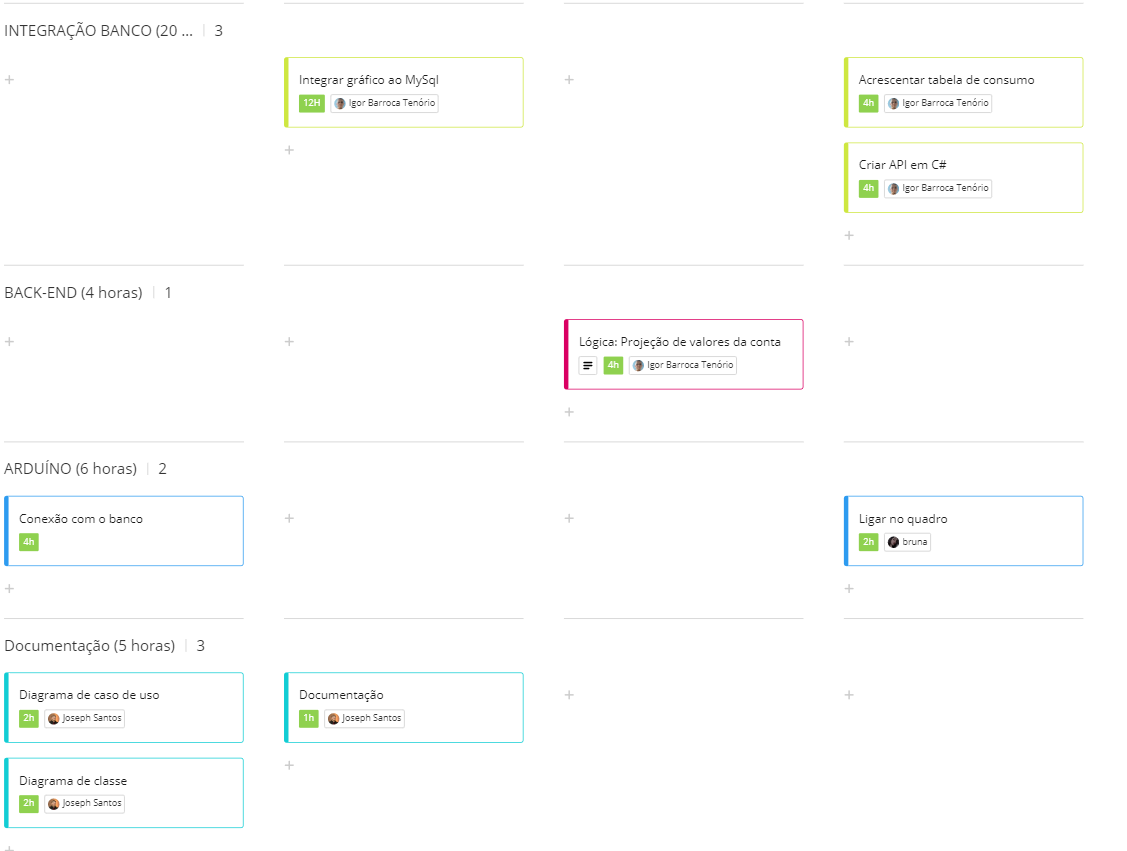 INTEGRAÇÃO BANCO (20 ... 3
Integrar gráfico ao MySql
12H Igor Barroca Tenório
Acrescentar tabela de consumo
4h Igor Barroca Tenório
Criar API em C#
4h Igor Barroca Tenório
BACK-END (4 horas) 1
Lógica: Projeção de valores da conta
4h Igor Barroca Tenório
ARDUÍNO (6 horas) 2
Conexão com o banco
4h
Ligar no quadro
2h bruna
Documentação (5 horas) 3
Diagrama de caso de uso
2h Joseph Santos
Documentação
1h Joseph Santos
Diagrama de classe
2h Joseph Santos